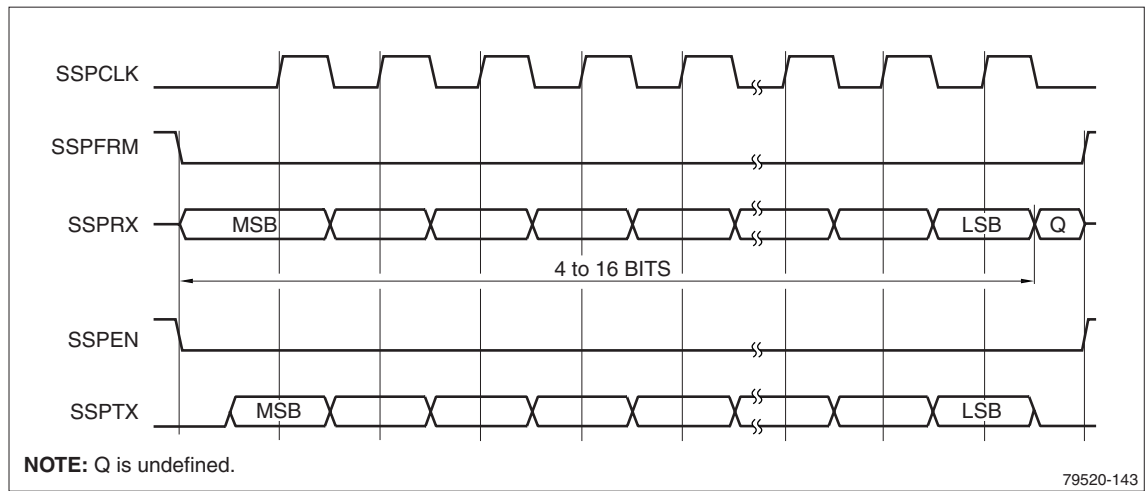 SSPCLK
SSPFRM
SSPRX
MSB
LSB
Q
4 to 16 BITS
SSPEN
SSPTX
MSB
LSB
NOTE: Q is undefined.
79520-143